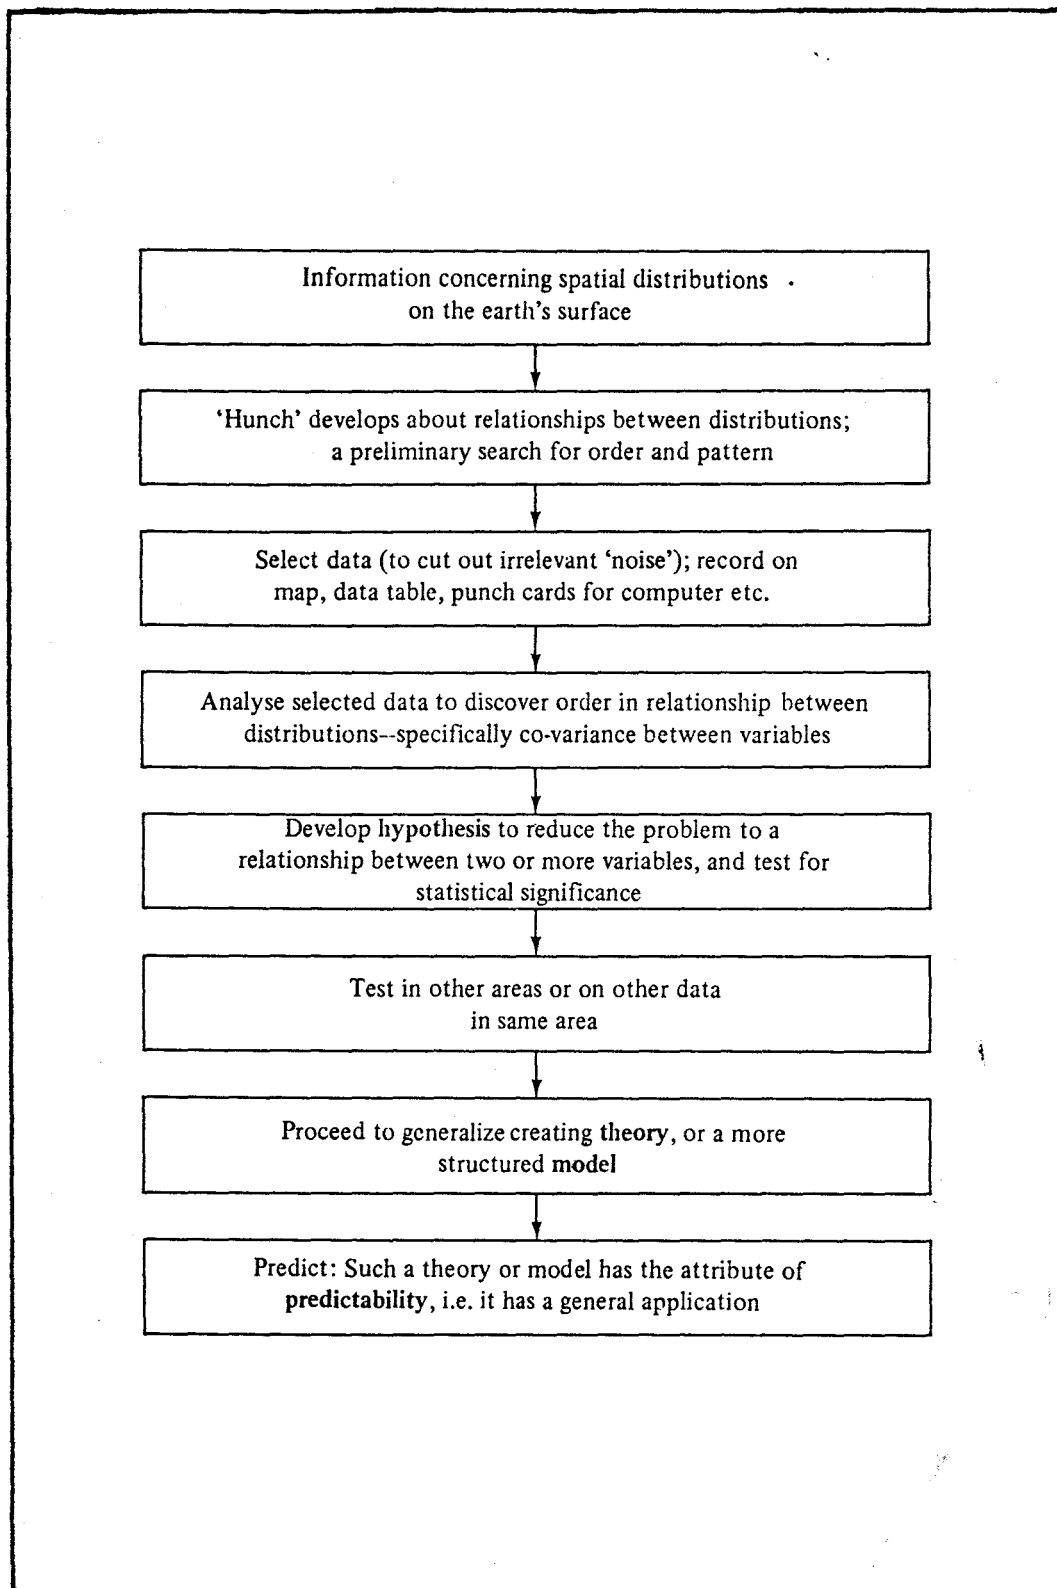 Information concerning spatial distributions
on the earth's surface
‘Hunch’ develops about relationships between distributions;
a preliminary search for order and pattern
Select data (to cut out irrelevant ‘noise’); record on
map, data table, punch cards for computer etc.
Analyse selected data to discover order in relationship between
distributions--specifically co-variance between variables
Develop hypothesis to reduce the problem to a
relationship between two or more variables, and test for
statistical significance
Test in other areas or on other data
in same area
Proceed to generalize creating theory, or a more
structured model
Predict: Such a theory or model has the attribute of
predictability, i.e. it has a general application